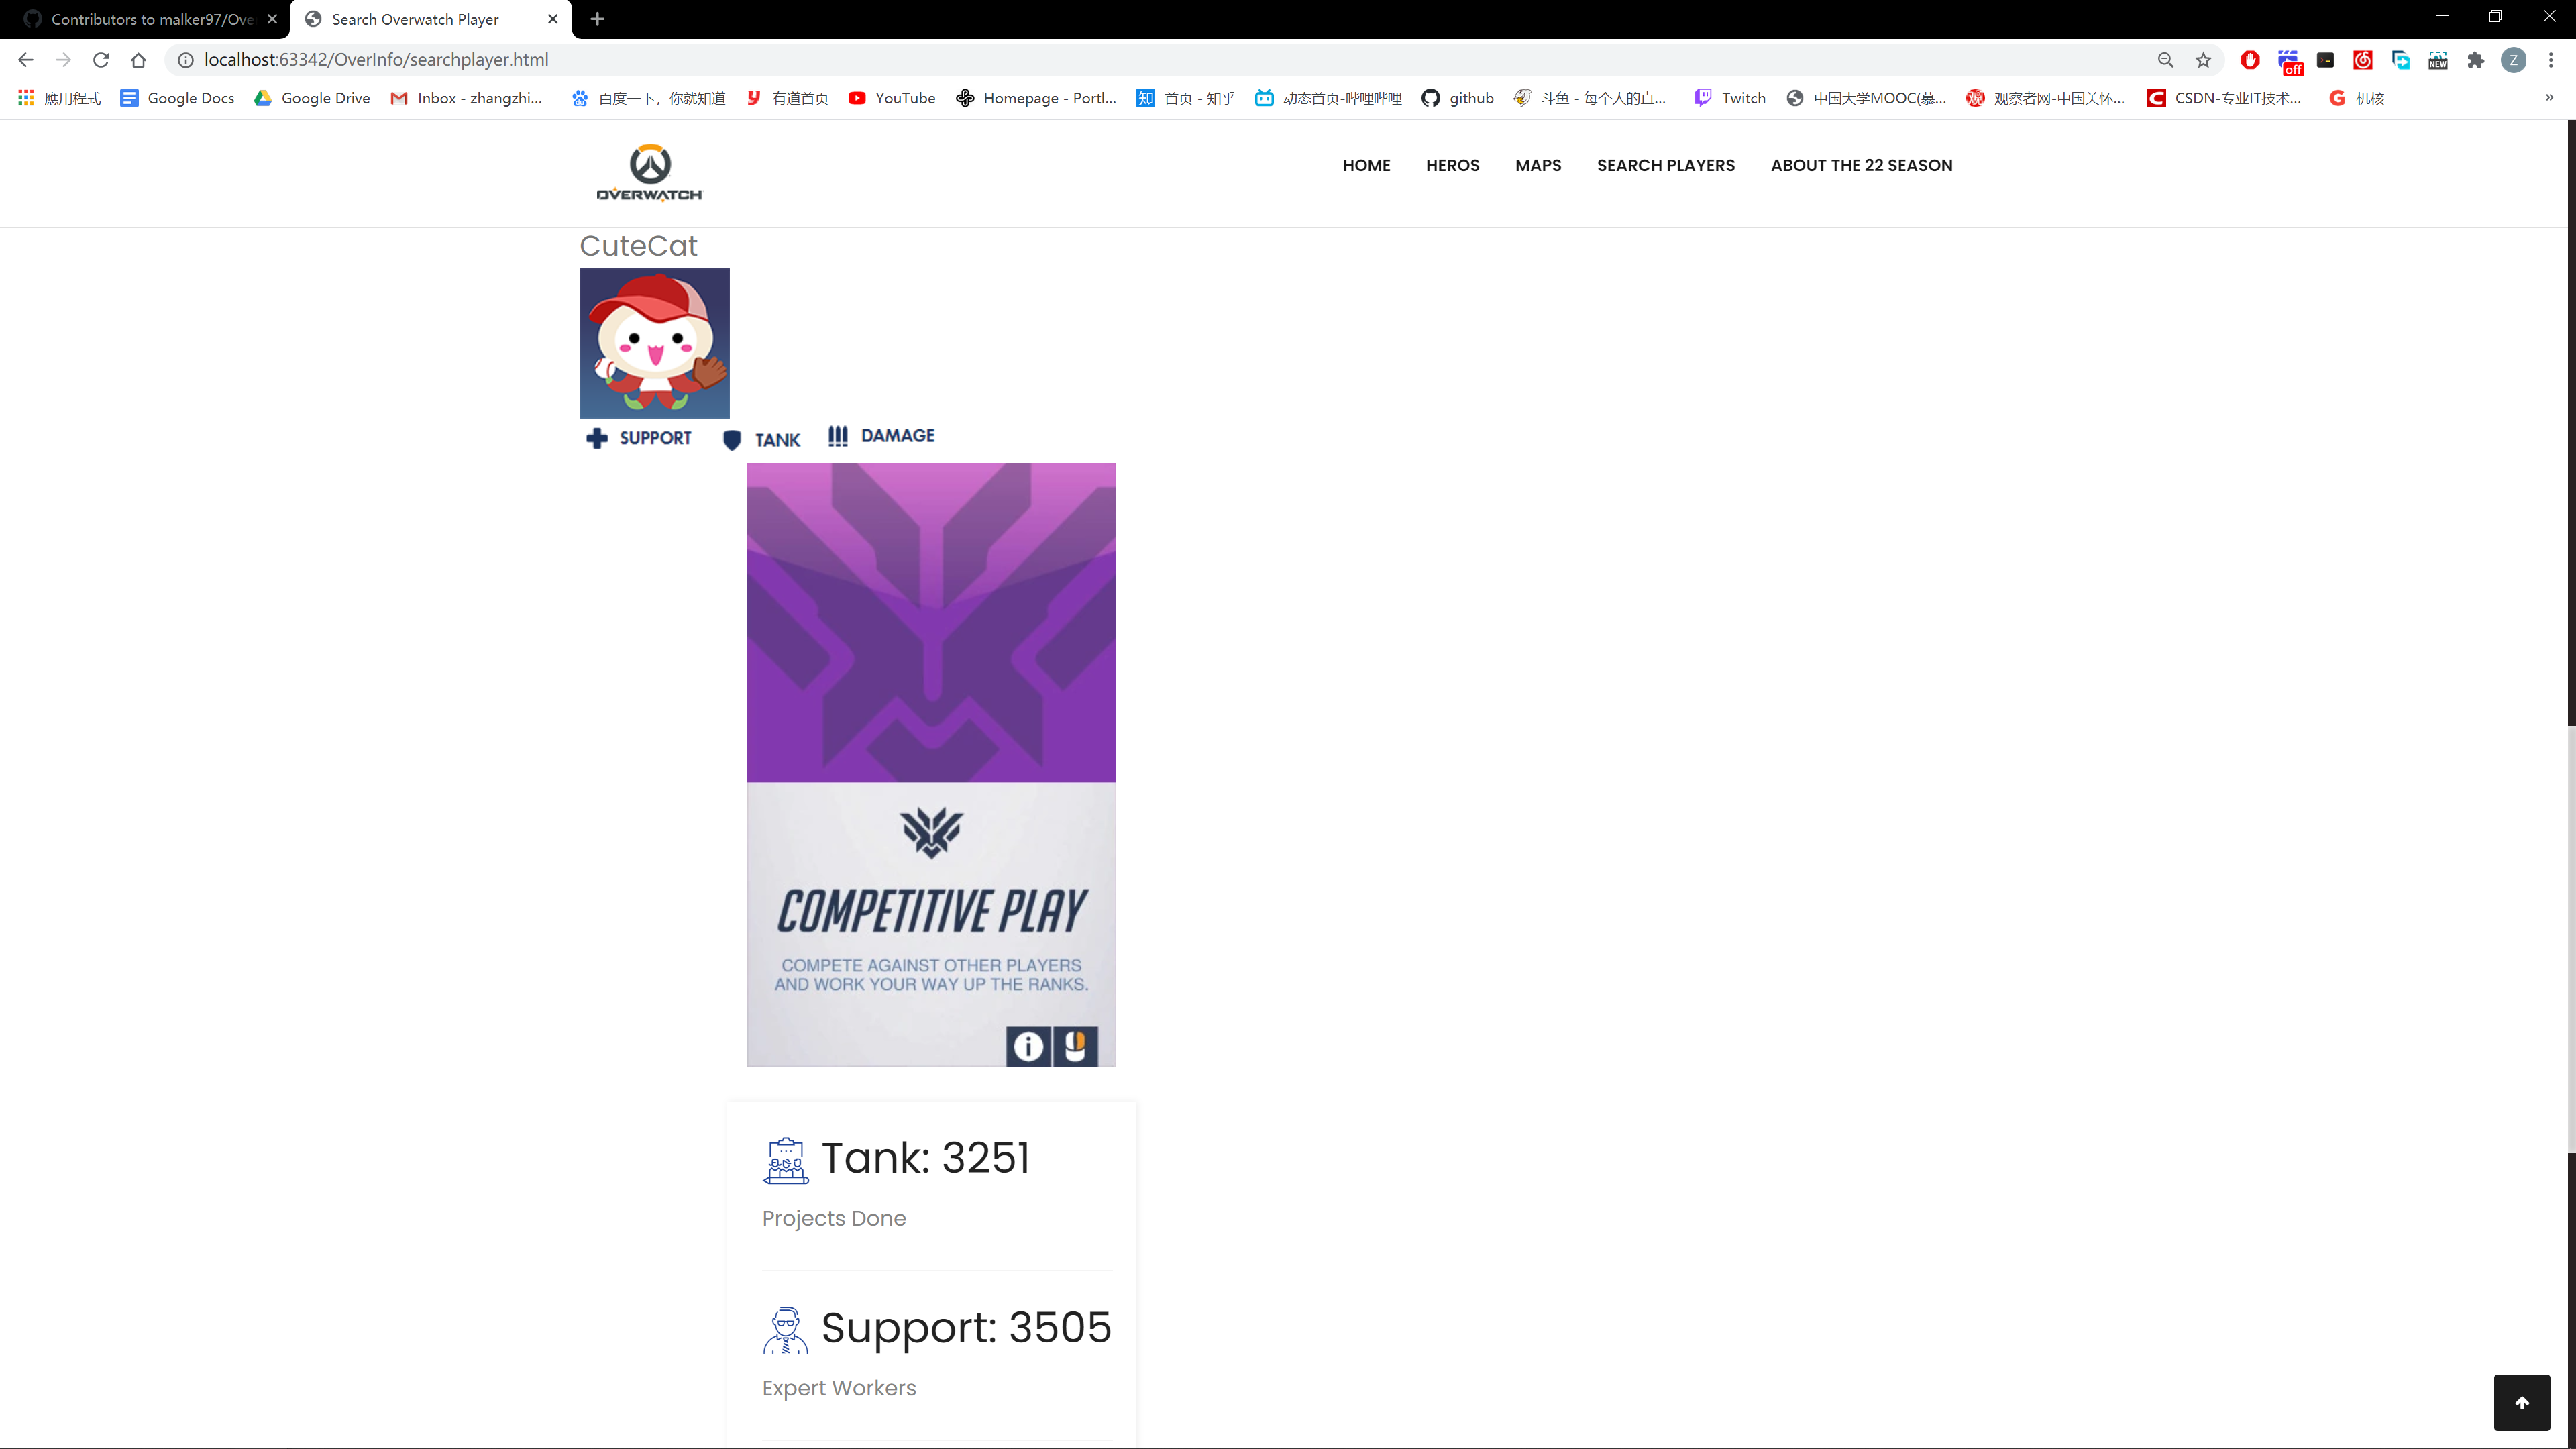 Contributors to malker97/Ove
Search Overwatch Player
localhost:63342/OverInfo/searchplayer.html
off
NEW
Z
應用程式
Google Docs
Google Drive
Inbox - zhangzhi...
百度一下，你就知道
有道首页
YouTube
Homepage - Portl...
知 首页 - 知乎
动态首页-哔哩哔哩
github
斗鱼 - 每个人的直...
Twitch
中国大学MOOC(慕...
观察者网-中国关怀...
CSDN-专业IT技术...
机核
»
OVERWATCH
HOME
HEROS
MAPS
SEARCH PLAYERS
ABOUT THE 22 SEASON
CuteCat
SUPPORT
TANK
DAMAGE
COMPETITIVE PLAY
COMPETE AGAINST OTHER PLAYERS
AND WORK YOUR WAY UP THE RANKS.
Tank: 3251
Projects Done
Support: 3505
Expert Workers